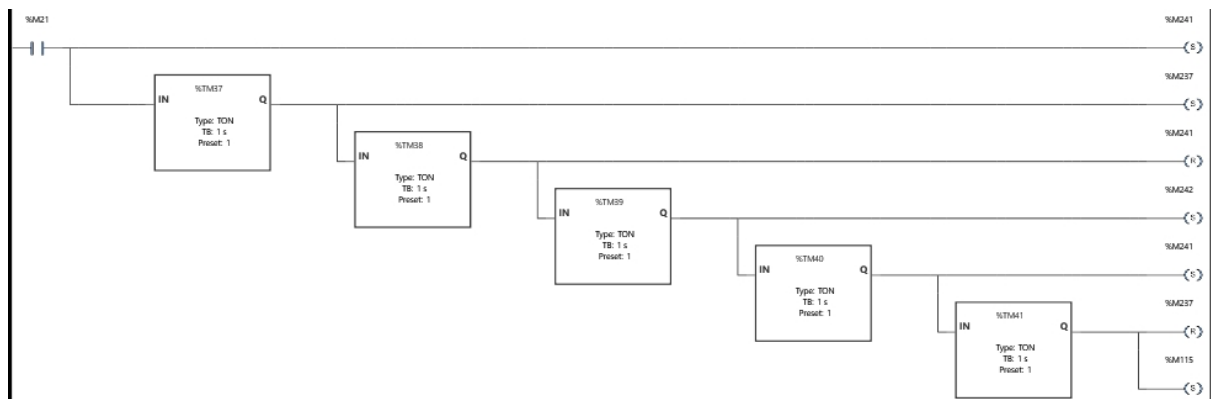 %M21
%M241
(S)
%M237
%TM37
IN
Q
(S)
Type: TON
TB: 1 s
Preset: 1
%M241
%TM38
IN
Q
(R)
Type: TON
TB: 1 s
Preset: 1
%M242
%TM39
IN
Q
(S)
Type: TON
TB: 1 s
Preset: 1
%M241
%TM40
IN
Q
(S)
Type: TON
TB: 1 s
Preset: 1
%M237
%TM41
IN
Q
(R)
Type: TON
TB: 1 s
Preset: 1
%M115
(S)